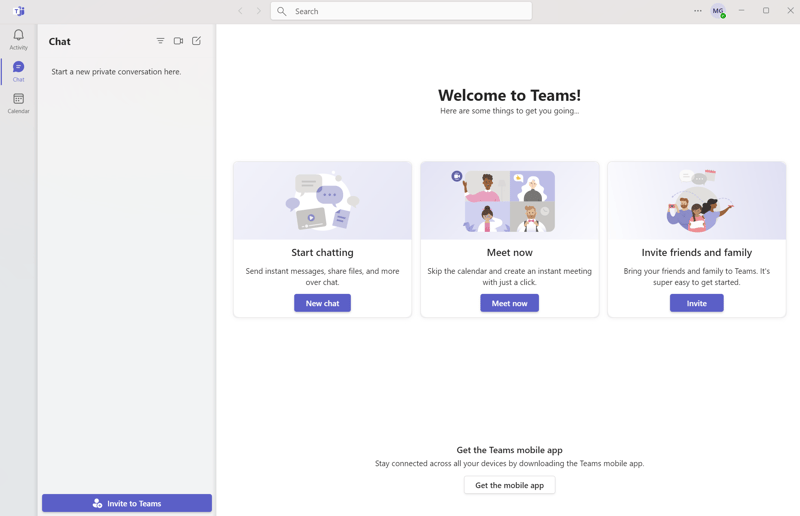 Search
MG
Activity
Chat
Calendar
Chat
Start a new private conversation here.
Invite to Teams
Welcome to Teams!
Here are some things to get you going...
Start chatting
Send instant messages, share files, and more
over chat.
New chat
Meet now
Skip the calendar and create an instant meeting
with just a click.
Meet now
Invite friends and family
Bring your friends and family to Teams. It's
super easy to get started.
Invite
Get the Teams mobile app
Stay connected across all your devices by downloading the Teams mobile app.
Get the mobile app